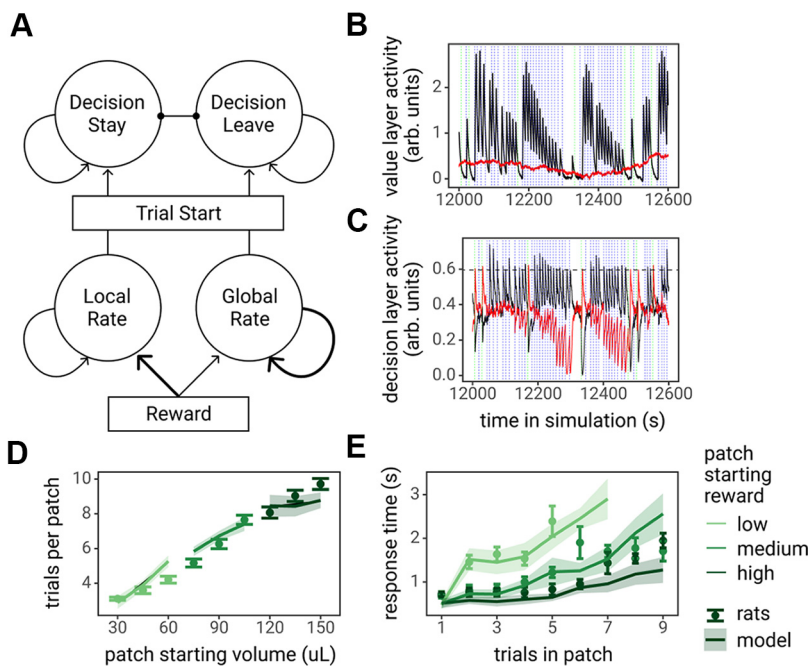 A
Decision
Stay
Decision
Leave
Trial Start
Local
Rate
Global
Rate
Reward
B
value layer activity
(arb. units)
2
1
0
12000
12200
12400
12600
C
decision layer activity
(arb. units)
0.6
0.4
0.2
0.0
12000
12200
12400
12600
time in simulation (s)
D
trials per patch
10
8
6
4
30
60
90
120
150
patch starting volume (uL)
E
response time (s)
3
2
1
1
3
5
7
9
trials in patch
patch
starting
reward
low
medium
high
rats
model